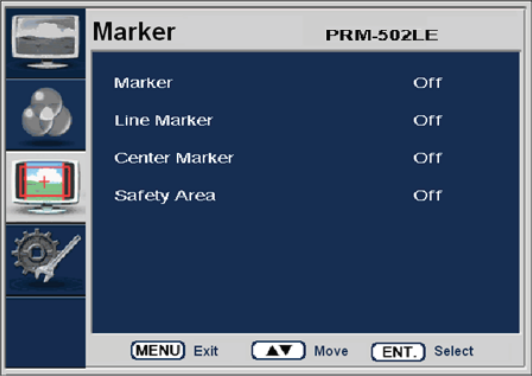 Marker PRM-502LE
Marker Off
Line Marker Off
Center Marker Off
Safety Area Off
MENU Exit ▲▼ Move ENT. Select